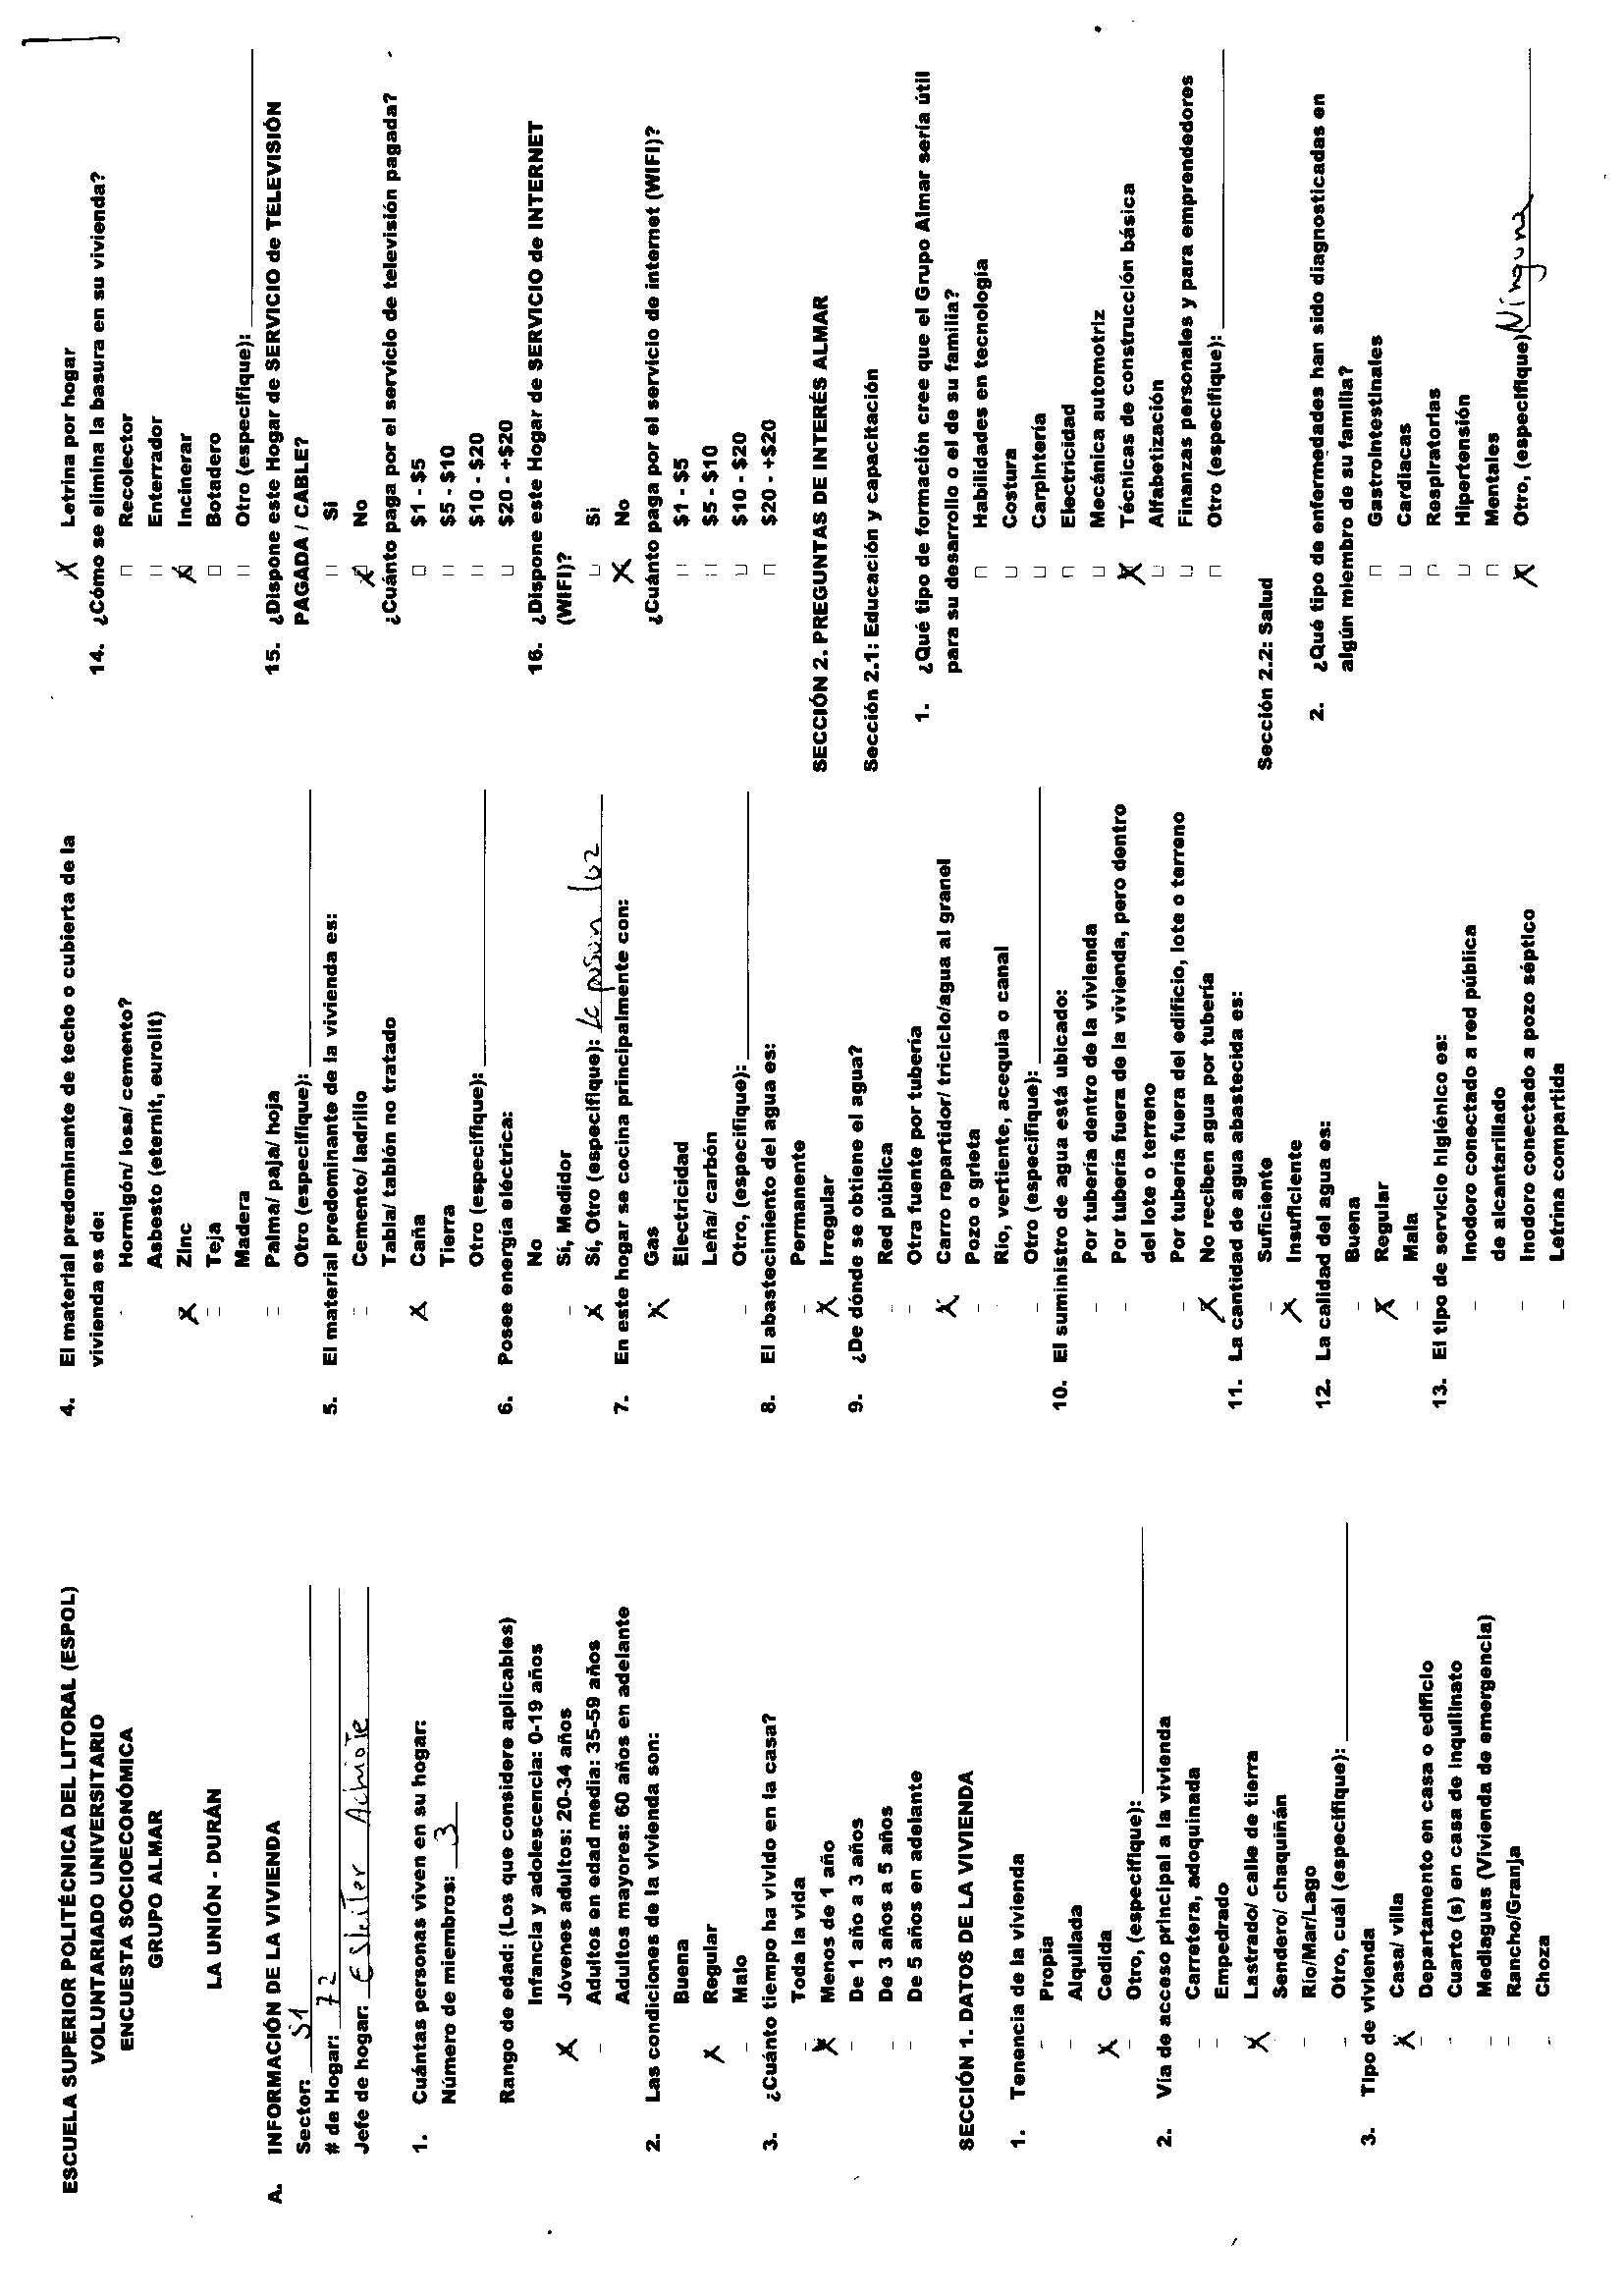 ESCUELA SUPERIOR POLITÉCNICA DEL LITORAL (ESPOL)
VOLUNTARIADO UNIVERSITARIO
ENCUESTA SOCIOECONÓMICA
GRUPO ALMAR
LA UNIÓN - DURÁN
A. INFORMACIÓN DE LA VIVIENDA
Sector: S1
# de Hogar: 72
Jefe de hogar: Achiote
1. Cuántas personas viven en su hogar:
Número de miembros: 3
Rango de edad: (Los que considere aplicables)
Infancia y adolescencia: 0-19 años
X Jóvenes adultos: 20-34 años
Adultos en edad media: 35-59 años
Adultos mayores: 60 años en adelante
2. Las condiciones de la vivienda son:
Buena
X Regular
Malo
3. ¿Cuánto tiempo ha vivido en la casa?
Toda la vida
X Menos de 1 año
De 1 año a 3 años
De 3 años a 5 años
De 5 años en adelante
SECCIÓN 1. DATOS DE LA VIVIENDA
1. Tenencia de la vivienda
Propia
Alquilada
X Cedida
Otro, (especifique):
2. Vía de acceso principal a la vivienda
Carretera, adoquinada
Empedrado
X Lastrado/ calle de tierra
Sendero/ chaquiñán
Río/Mar/Lago
Otro, cuál (especifique):
3. Tipo de vivienda
X Casa/ villa
Departamento en casa o edificio
Cuarto (s) en casa de inquilinato
Mediaguas (Vivienda de emergencia)
Rancho/Granja
Choza
4. El material predominante de techo o cubierta de la
vivienda es de:
Hormigón/ losa/ cemento?
Asbesto (eternit, eurolit)
X Zinc
Teja
Madera
Palma/ paja/ hoja
Otro (especifique):
5. El material predominante de la vivienda es:
Cemento/ ladrillo
Tabla/ tablón no tratado
X Caña
Tierra
Otro (especifique):
6. Posee energía eléctrica:
No
Sí, Medidor
X Sí, Otro (especifique): Le pasan luz
7. En este hogar se cocina principalmente con:
X Gas
Electricidad
Leña/ carbón
Otro, (especifique):
8. El abastecimiento del agua es:
Permanente
X Irregular
9. ¿De dónde se obtiene el agua?
Red pública
Otra fuente por tubería
X Carro repartidor/ triciclo/agua al granel
Pozo o grieta
Río, vertiente, acequia o canal
Otro (especifique):
10. El suministro de agua está ubicado:
Por tubería dentro de la vivienda
Por tubería fuera de la vivienda, pero dentro
del lote o terreno
Por tubería fuera del edificio, lote o terreno
X No reciben agua por tubería
11. La cantidad de agua abastecida es:
Suficiente
X Insuficiente
12. La calidad del agua es:
Buena
X Regular
Mala
13. El tipo de servicio higiénico es:
Inodoro conectado a red pública
de alcantarillado
Inodoro conectado a pozo séptico
Letrina compartida
X Letrina por hogar
14. ¿Cómo se elimina la basura en su vivienda?
Recolector
Enterrador
X Incinerar
Botadero
Otro (especifique):
15. ¿Dispone este Hogar de SERVICIO de TELEVISIÓN
PAGADA / CABLE?
Si
X No
¿Cuánto paga por el servicio de televisión pagada?
$1 - $5
$5 - $10
$10 - $20
$20 - +$20
16. ¿Dispone este Hogar de SERVICIO de INTERNET
(WIFI)?
Si
X No
¿Cuánto paga por el servicio de internet (WIFI)?
$1 - $5
$5 - $10
$10 - $20
$20 - +$20
SECCIÓN 2. PREGUNTAS DE INTERÉS ALMAR
Sección 2.1: Educación y capacitación
1. ¿Qué tipo de formación cree que el Grupo Almar sería útil
para su desarrollo o el de su familia?
Habilidades en tecnología
Costura
Carpintería
Electricidad
Mecánica automotriz
X Técnicas de construcción básica
Alfabetización
Finanzas personales y para emprendedores
Otro (especifique):
Sección 2.2: Salud
2. ¿Qué tipo de enfermedades han sido diagnosticadas en
algún miembro de su familia?
Gastrointestinales
Cardiacas
Respiratorias
Hipertensión
Mentales
X Otro, (especifique) Ninguna